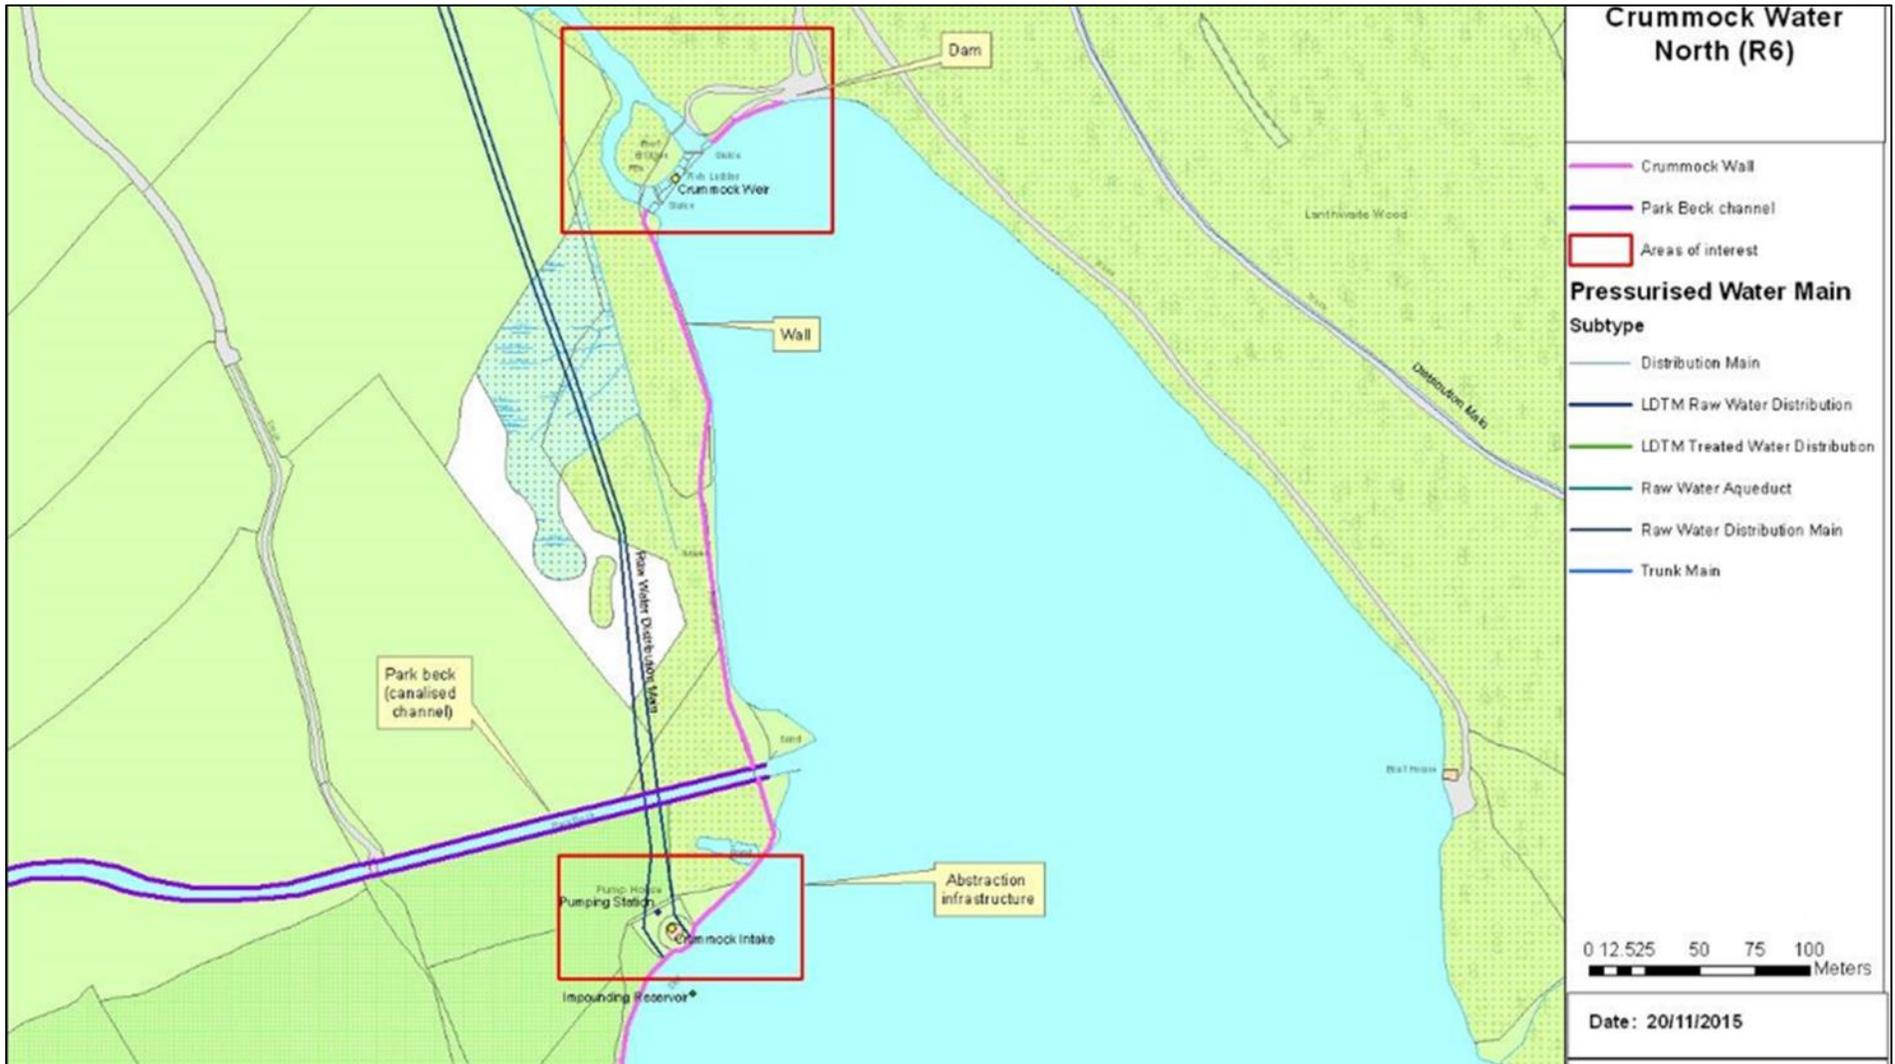 Crummock Water
North (R6)
Dam
Sluice
Fish Ladder
Crummock Weir
Sluice
Lanthwaite Wood
Wall
Distribution Main
Raw Water Distribution Main
Park beck
(canalised
channel)
Sand
Boat House
Pump House
Pumping Station
Crummock Intake
Abstraction
infrastructure
Impounding Reservoir
Crummock Wall
Park Beck channel
Areas of interest
Pressurised Water Main
Subtype
Distribution Main
LDTM Raw Water Distribution
LDTM Treated Water Distribution
Raw Water Aqueduct
Raw Water Distribution Main
Trunk Main
0 12.525 50 75 100
Meters
Date: 20/11/2015